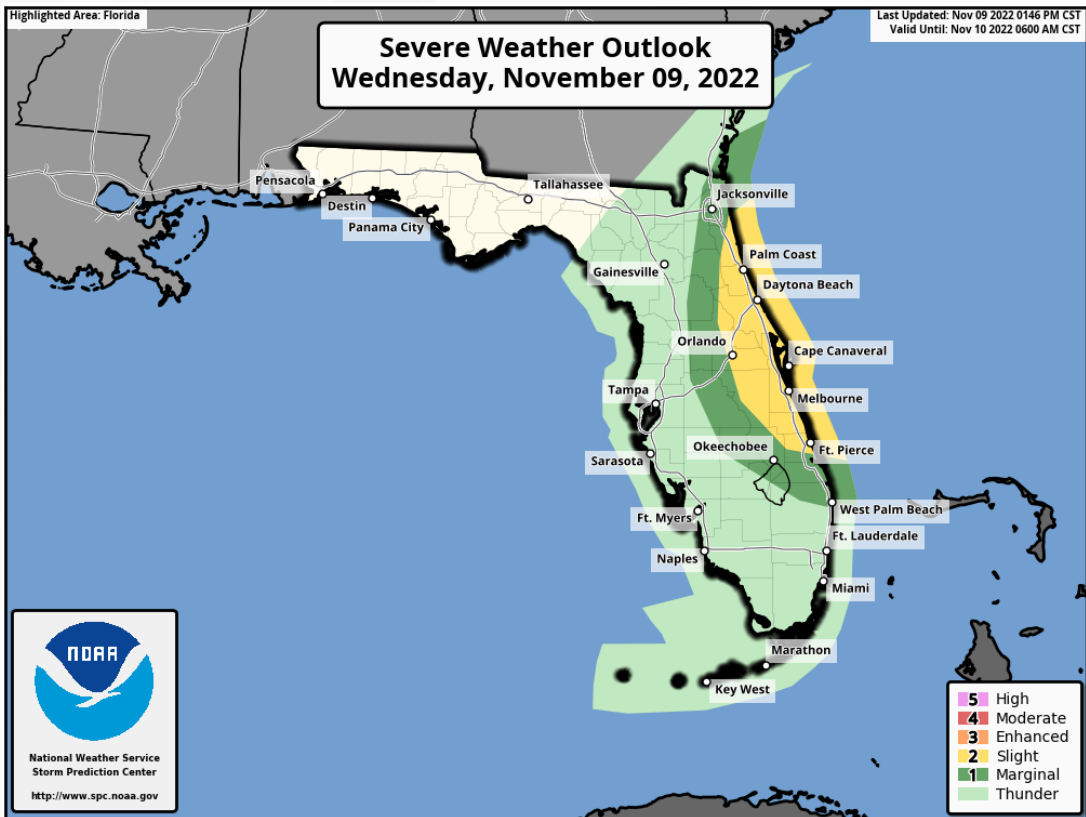 Highlighted Area: Florida
Last Updated: Nov 09 2022 0146 PM CST
Valid Until: Nov 10 2022 0600 AM CST
Severe Weather Outlook
Wednesday, November 09, 2022
Pensacola
Tallahassee
Jacksonville
Destin
Panama City
Palm Coast
Gainesville
Daytona Beach
Orlando
Cape Canaveral
Tampa
Melbourne
Okeechobee
Ft. Pierce
Sarasota
West Palm Beach
Ft. Myers
Ft. Lauderdale
Naples
Miami
Marathon
Key West
NOAA
National Weather Service
Storm Prediction Center
http://www.spc.noaa.gov
5 High
4 Moderate
3 Enhanced
2 Slight
1 Marginal
Thunder